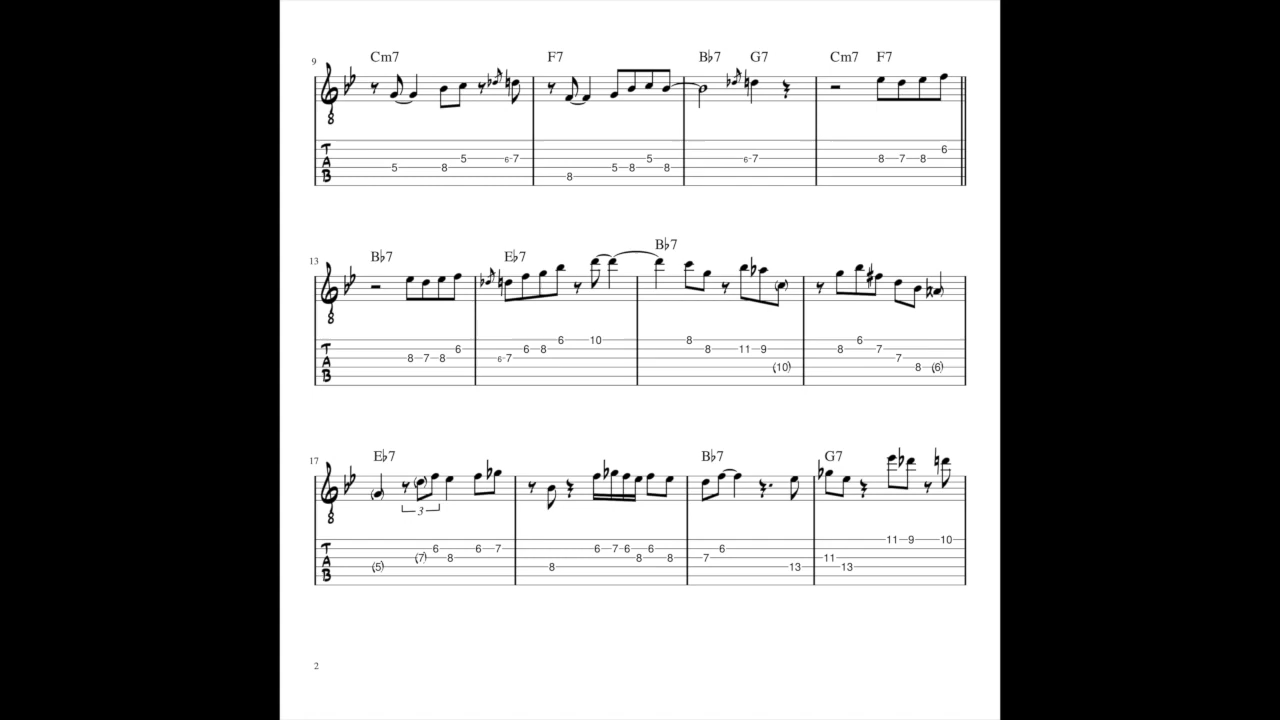 Cm7 F7 B♭7 G7 Cm7 F7
9
8
T 6
5 6 7 5 6 7 8 7 8
A 5 8 5 8 8
B 8
B♭7 E♭7 B♭7
13
8
6 10 8 6
T 6 6 8 8 11 9 8 7
A 8 7 8 6 7 7
B (10) 8 (6)
E♭7 B♭7 G7
17
3
8
11 9 10
T 6 6 7 6 7 6 6 6
A (7) 8 8 8 7 11
B (5) 8 13 13
2